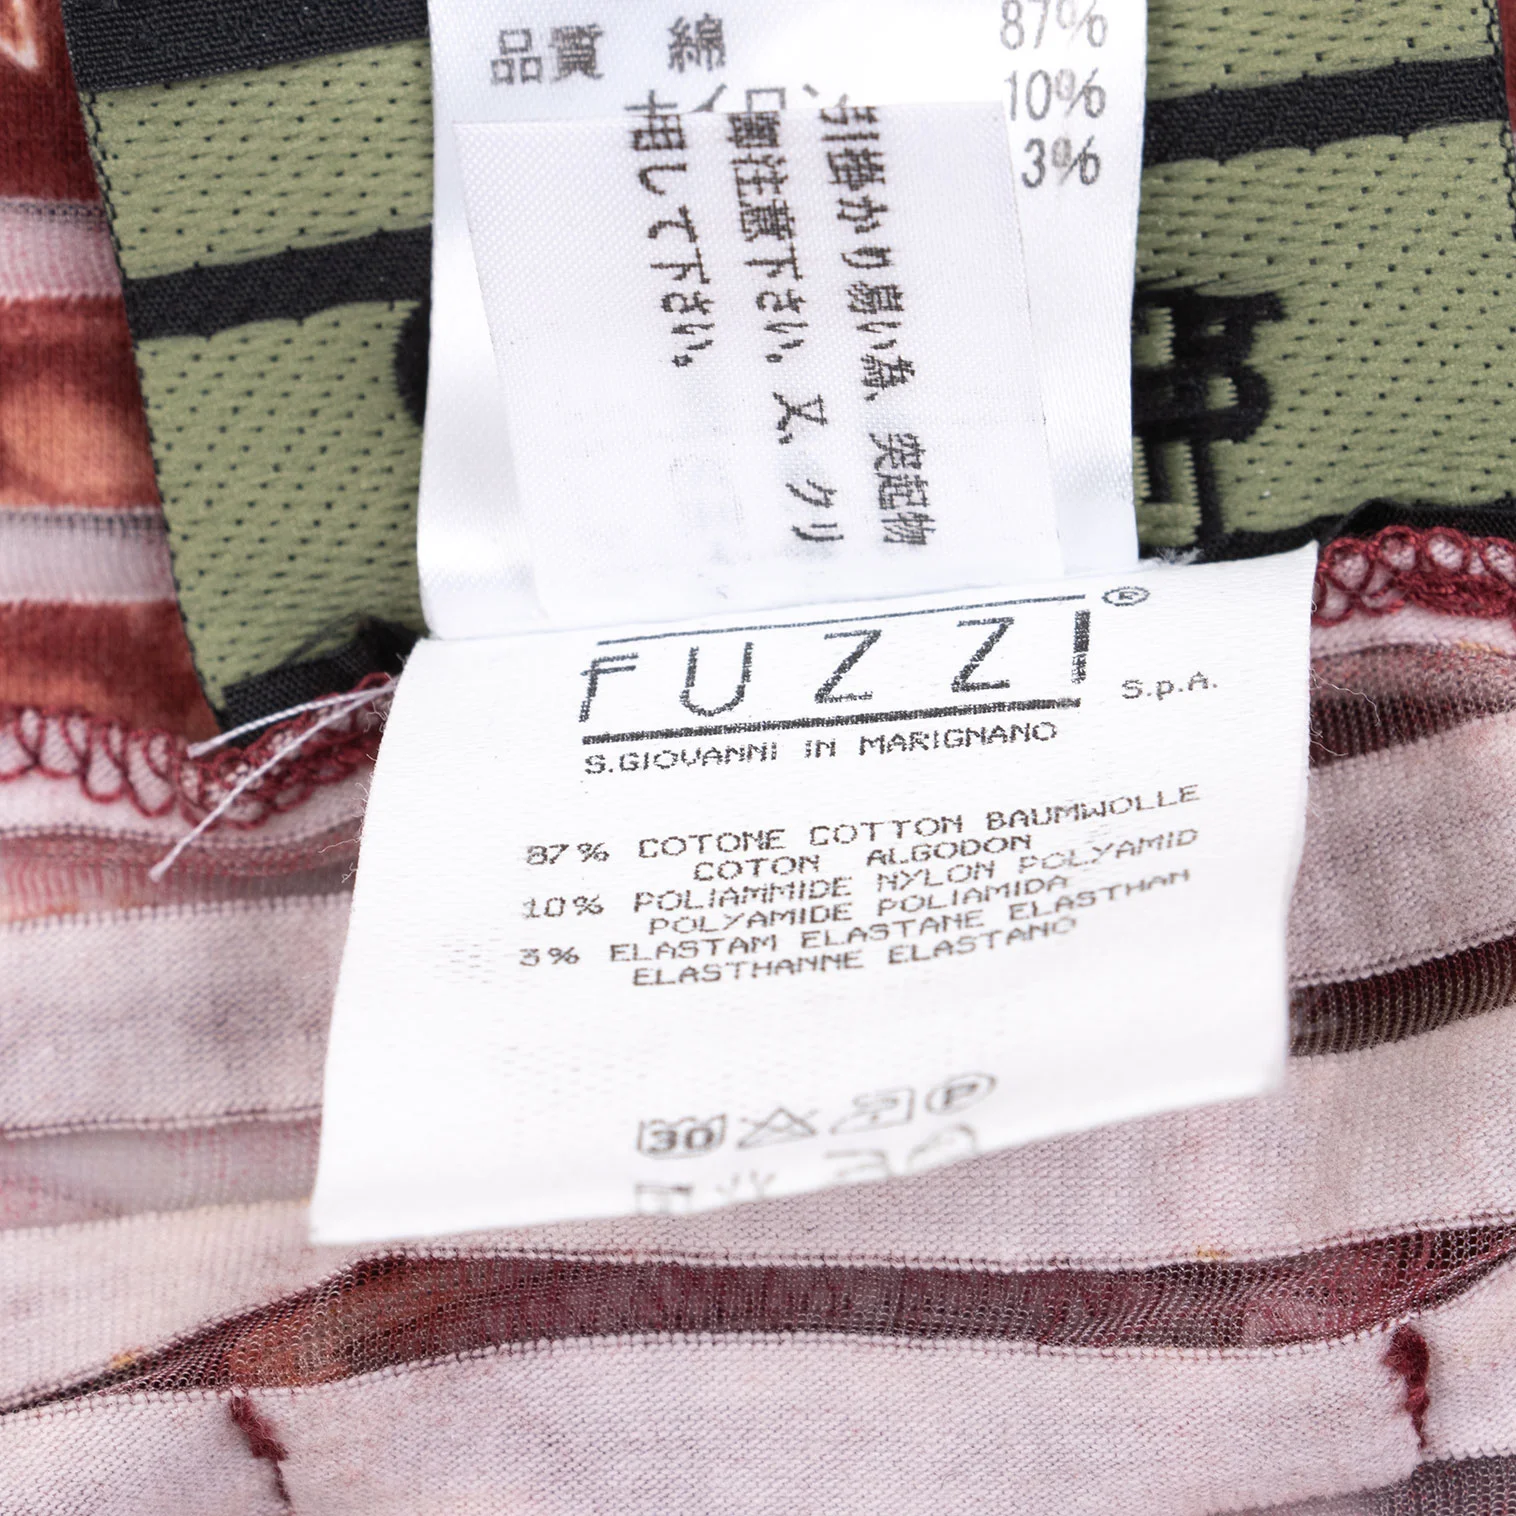 品質 綿 87%
10%
3%
引掛かり易い為、突起物
注意下さい。又、クリ
押して下さい。
FUZZI® S.p.A.
S.GIOVANNI IN MARIGNANO
87% COTONE COTTON BAUMWOLLE
COTON ALGODON
10% POLIAMMIDE NYLON POLYAMID
POLYAMIDE POLIAMIDA
3% ELASTAM ELASTANE ELASTHAN
ELASTHANNE ELASTANO
30 P